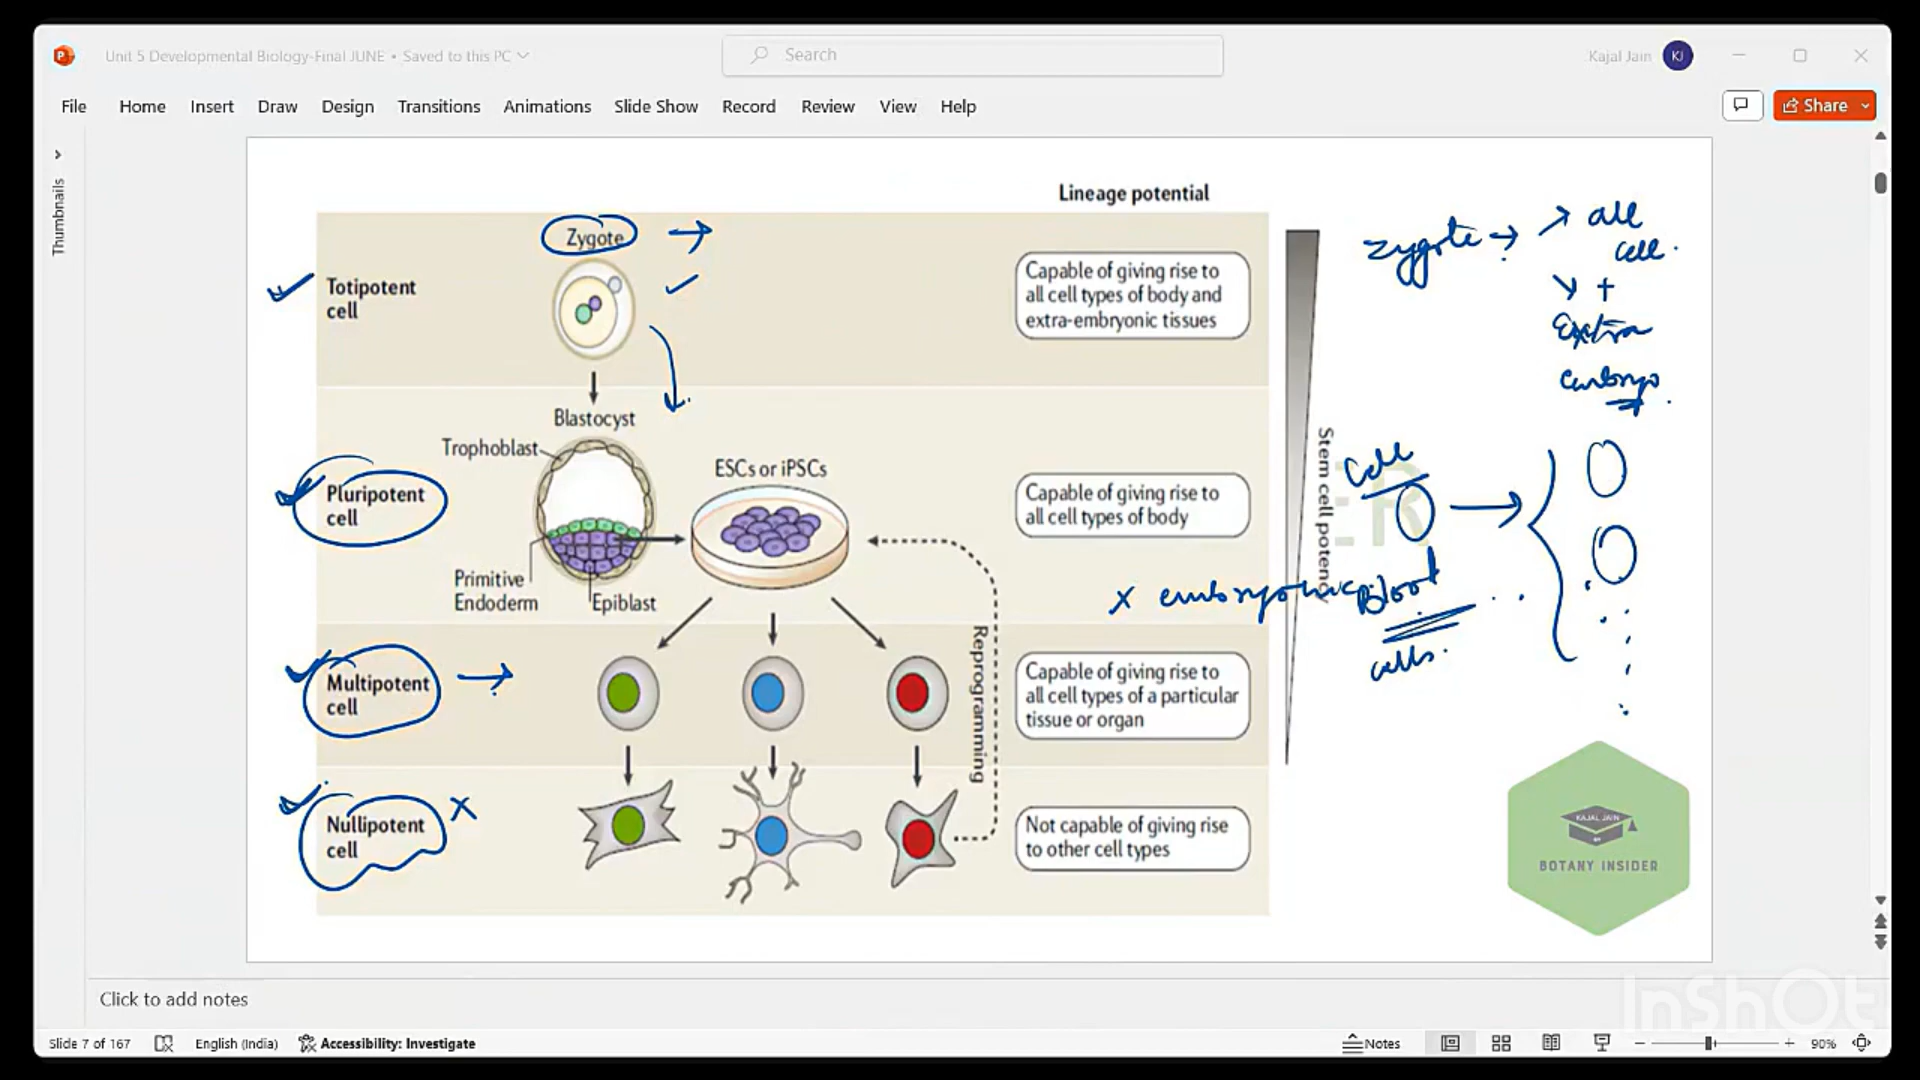 Unit 5 Developmental Biology-Final JUNE • Saved to this PC
Search
Kajal Jain
KJ
File Home Insert Draw Design Transitions Animations Slide Show Record Review View Help
Share
Thumbnails
Lineage potential
Zygote
Totipotent
cell
Capable of giving rise to
all cell types of body and
extra-embryonic tissues
Blastocyst
Trophoblast
ESCs or iPSCs
Pluripotent
cell
Capable of giving rise to
all cell types of body
Primitive
Endoderm
Epiblast
Multipotent
cell
Capable of giving rise to
all cell types of a particular
tissue or organ
Reprogramming
Nullipotent
cell
X
Not capable of giving rise
to other cell types
Stem cell potency
zygote → all
cell.
+
Extra
embryo
Cell
X embryonic
Blood
cells.
KAJAL JAIN
BOTANY INSIDER
Click to add notes
Slide 7 of 167
English (India)
Accessibility: Investigate
Notes
90%
InShOt